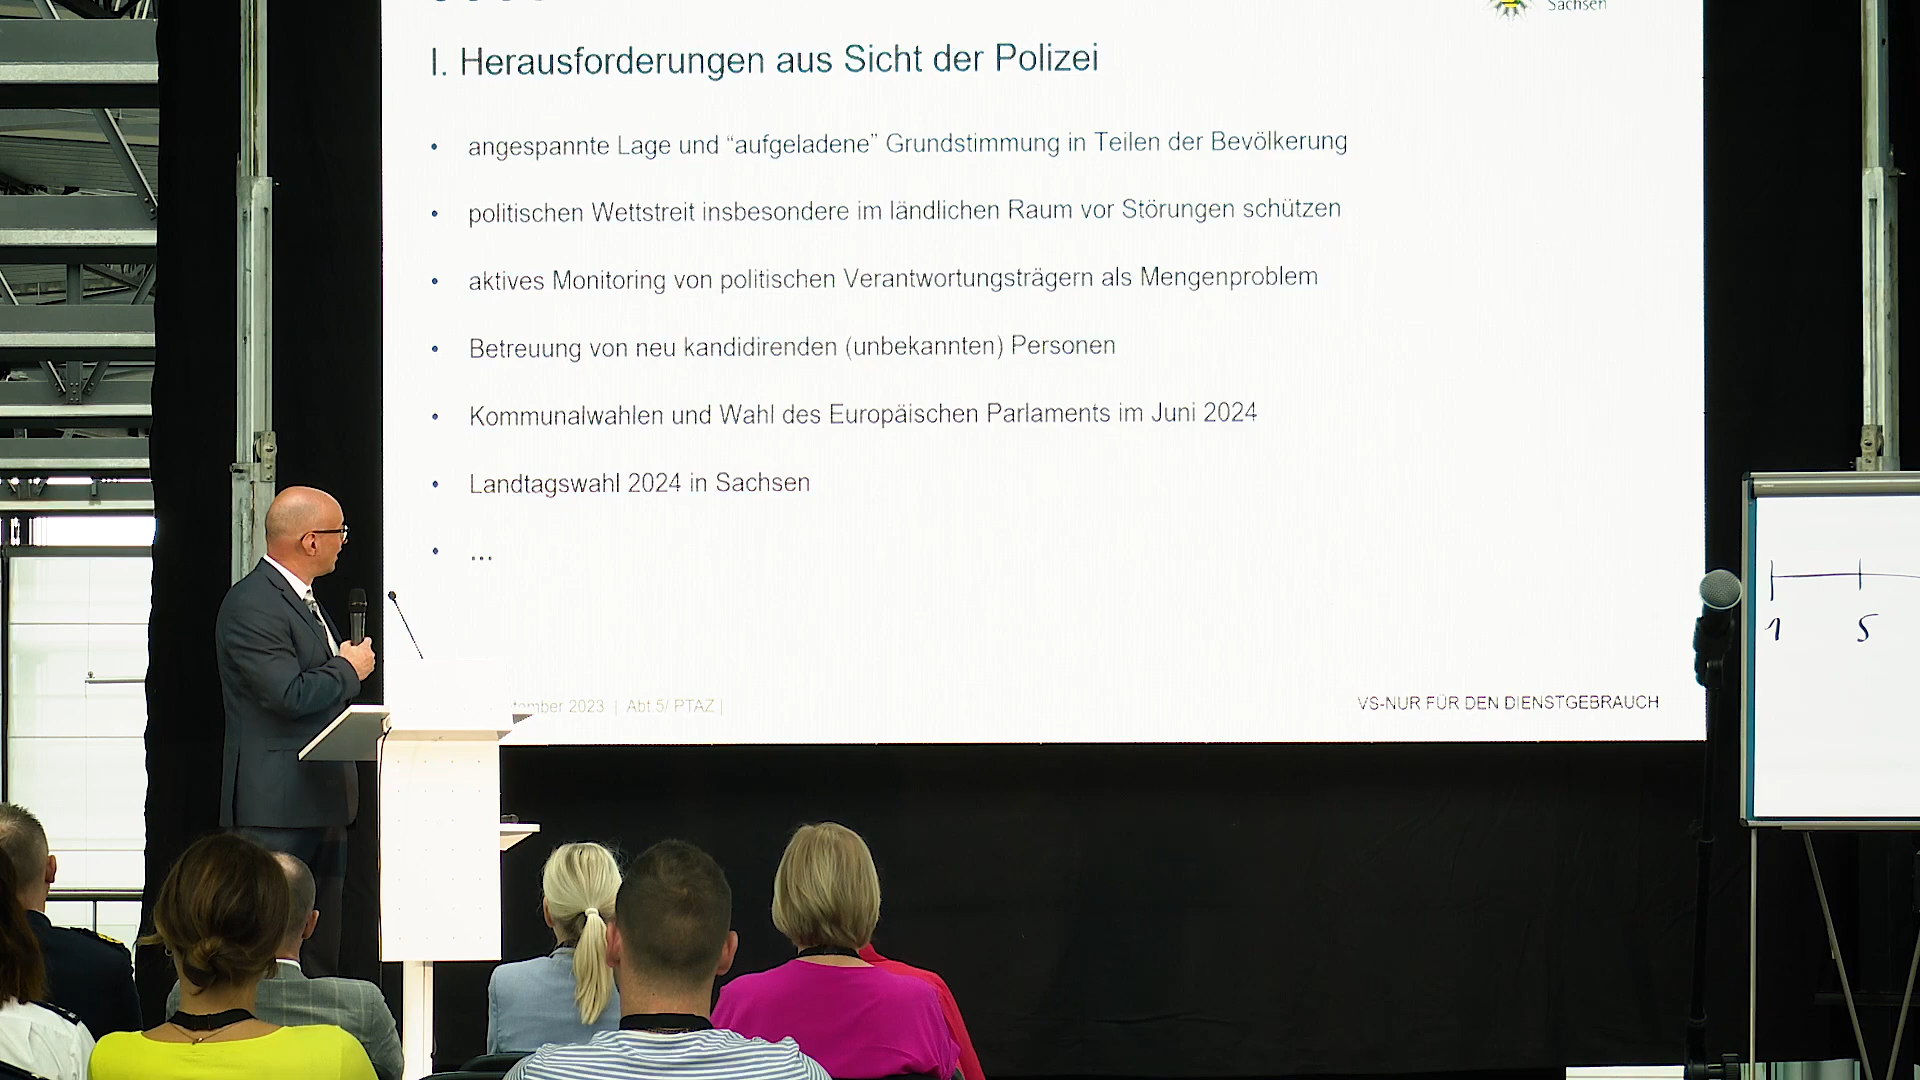 Sachsen
I. Herausforderungen aus Sicht der Polizei
• angespannte Lage und “aufgeladene” Grundstimmung in Teilen der Bevölkerung
• politischen Wettstreit insbesondere im ländlichen Raum vor Störungen schützen
• aktives Monitoring von politischen Verantwortungsträgern als Mengenproblem
• Betreuung von neu kandidirenden (unbekannten) Personen
• Kommunalwahlen und Wahl des Europäischen Parlaments im Juni 2024
• Landtagswahl 2024 in Sachsen
• ...
2023 | Abt 5/ PTAZ |
VS-NUR FÜR DEN DIENSTGEBRAUCH
1 5